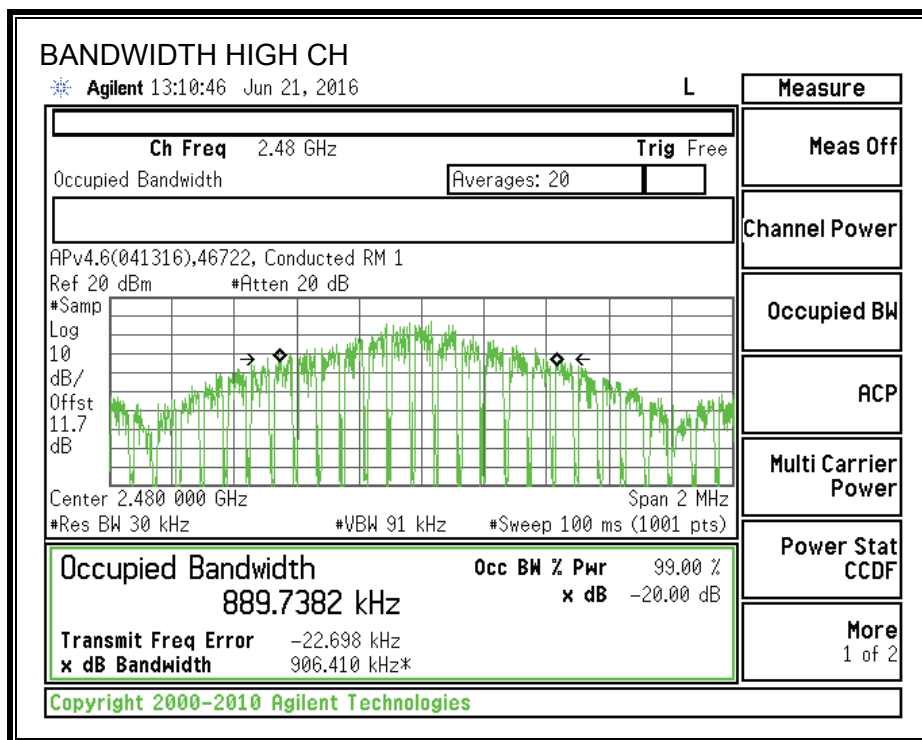 BANDWIDTH HIGH CH
Agilent 13:10:46 Jun 21, 2016 L
Measure
Ch Freq 2.48 GHz Trig Free
Meas Off
Occupied Bandwidth Averages: 20
Channel Power
APv4.6(041316),46722, Conducted RM 1
Ref 20 dBm #Atten 20 dB
#Samp
Log
10
dB/
Offst
11.7
dB
Occupied BW
ACP
Center 2.480 000 GHz Span 2 MHz
#Res BW 30 kHz #VBW 91 kHz #Sweep 100 ms (1001 pts)
Multi Carrier
Power
Occupied Bandwidth Occ BW % Pwr 99.00 %
889.7382 kHz x dB -20.00 dB
Transmit Freq Error -22.698 kHz
x dB Bandwidth 906.410 kHz*
Power Stat
CCDF
More
1 of 2
Copyright 2000-2010 Agilent Technologies